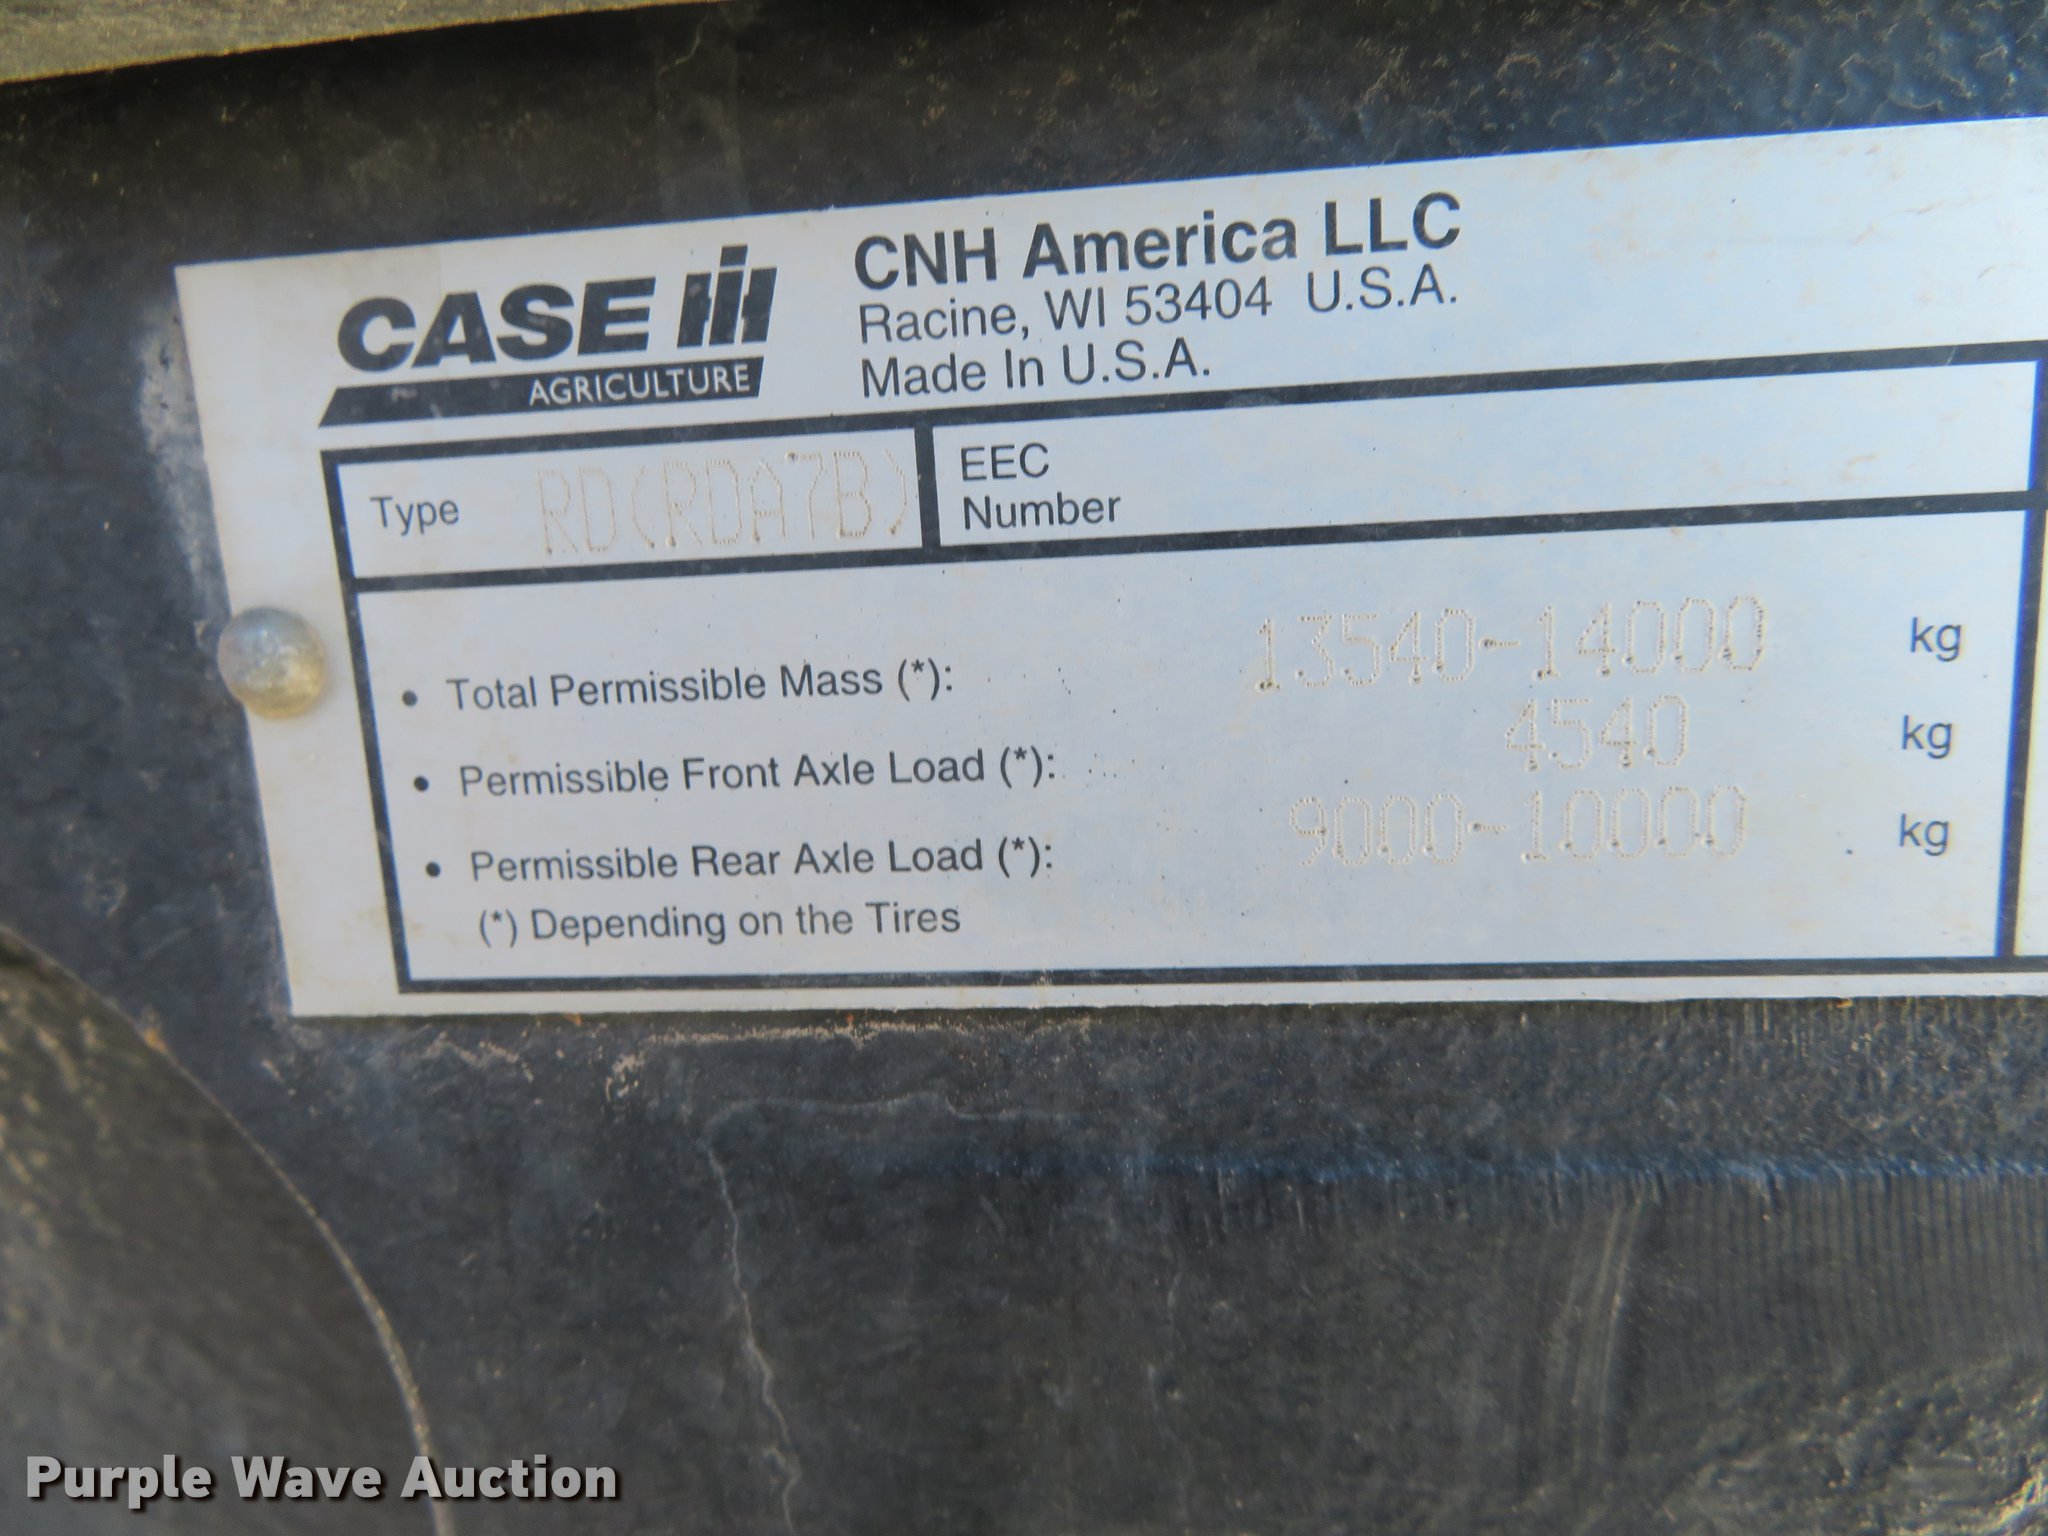 CASE IH
AGRICULTURE
CNH America LLC
Racine, WI 53404 U.S.A.
Made In U.S.A.
Type RD(RDA7B)
EEC
Number
• Total Permissible Mass (*): 13540-14000 kg
• Permissible Front Axle Load (*): 4540 kg
• Permissible Rear Axle Load (*): 9000-10000 kg
(*) Depending on the Tires
Purple Wave Auction